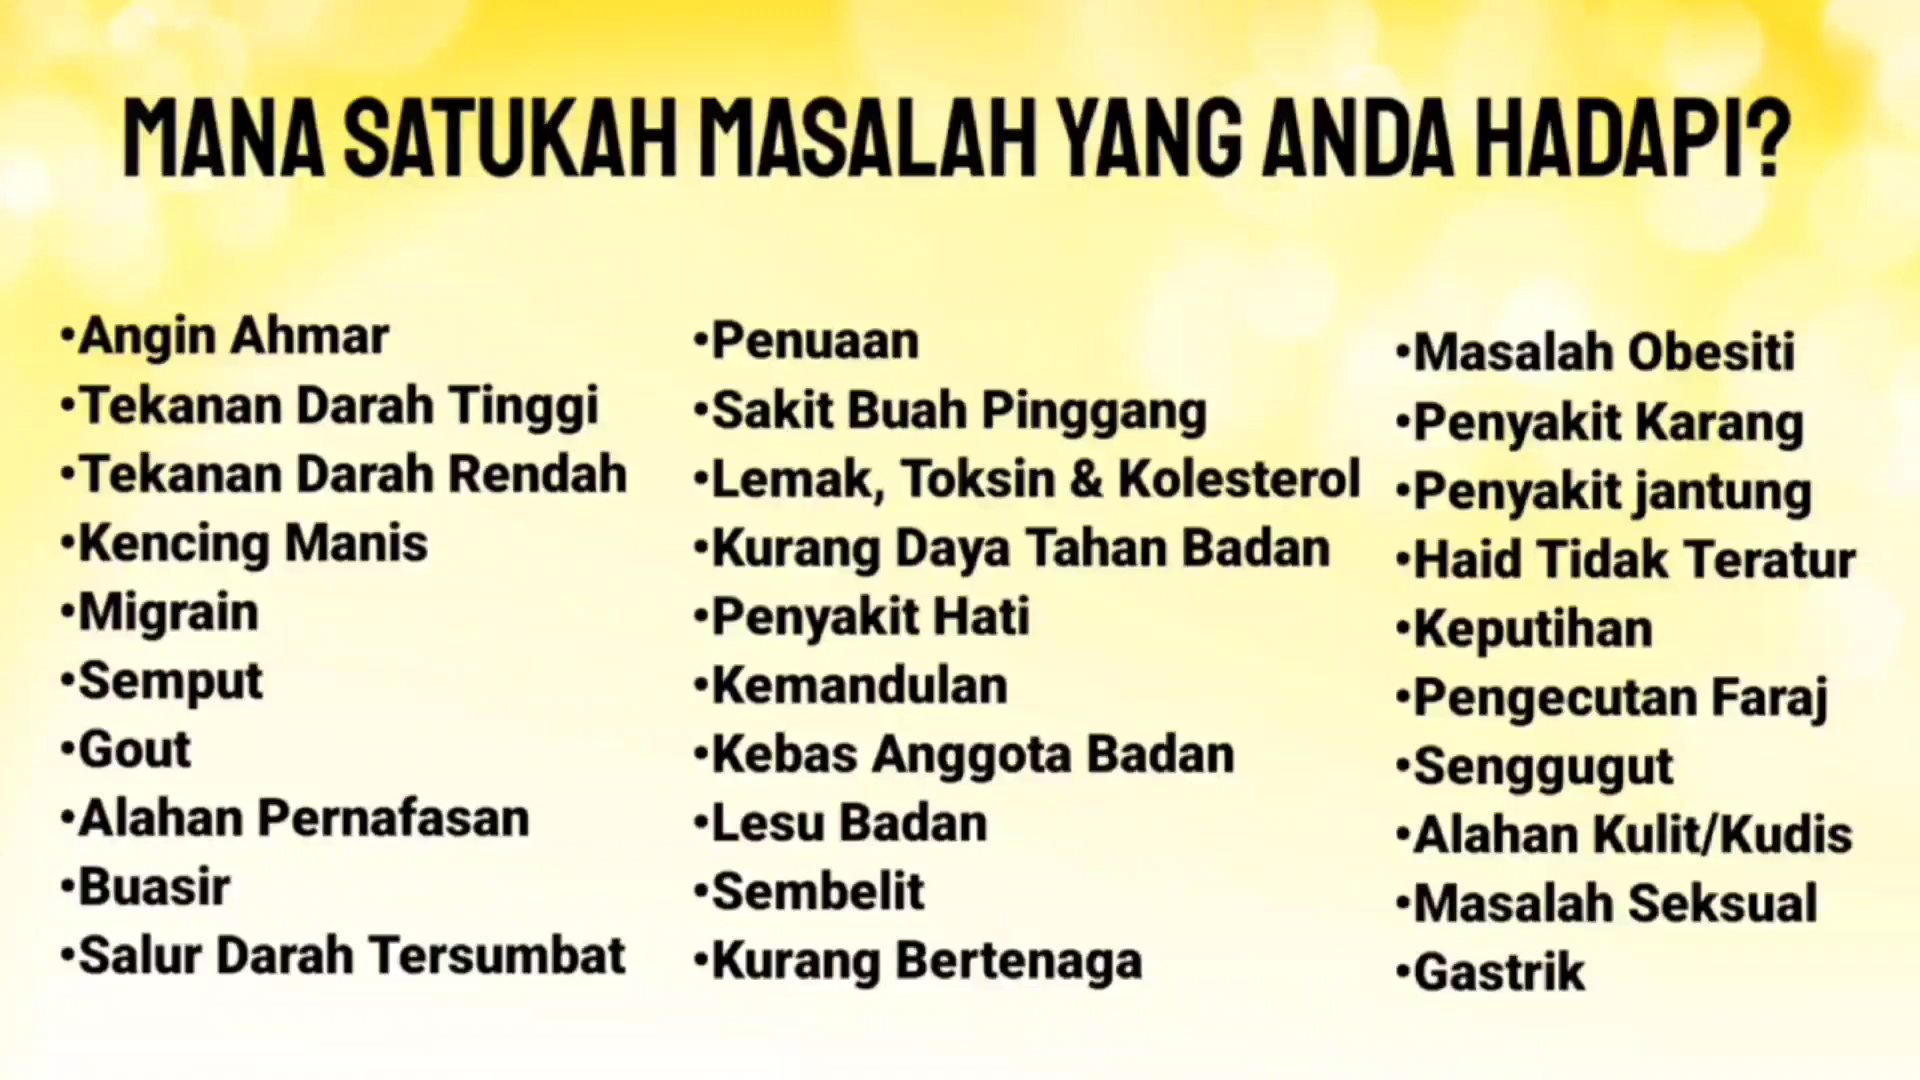 MANA SATUKAH MASALAH YANG ANDA HADAPI?
•Angin Ahmar
•Tekanan Darah Tinggi
•Tekanan Darah Rendah
•Kencing Manis
•Migrain
•Semput
•Gout
•Alahan Pernafasan
•Buasir
•Salur Darah Tersumbat
•Penuaan
•Sakit Buah Pinggang
•Lemak, Toksin & Kolesterol
•Kurang Daya Tahan Badan
•Penyakit Hati
•Kemandulan
•Kebas Anggota Badan
•Lesu Badan
•Sembelit
•Kurang Bertenaga
•Masalah Obesiti
•Penyakit Karang
•Penyakit jantung
•Haid Tidak Teratur
•Keputihan
•Pengecutan Faraj
•Senggugut
•Alahan Kulit/Kudis
•Masalah Seksual
•Gastrik